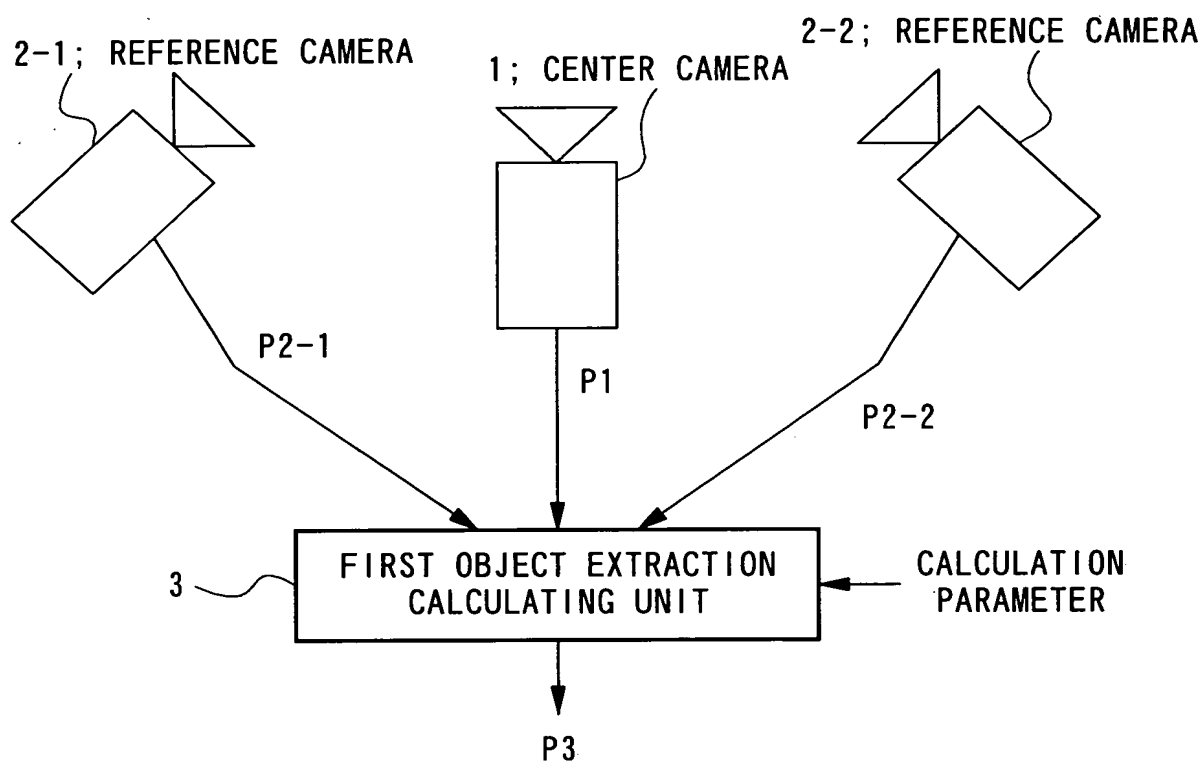 2-1; REFERENCE CAMERA
1; CENTER CAMERA
2-2; REFERENCE CAMERA
P2-1
P1
P2-2
3
FIRST OBJECT EXTRACTION
CALCULATING UNIT
CALCULATION
PARAMETER
P3